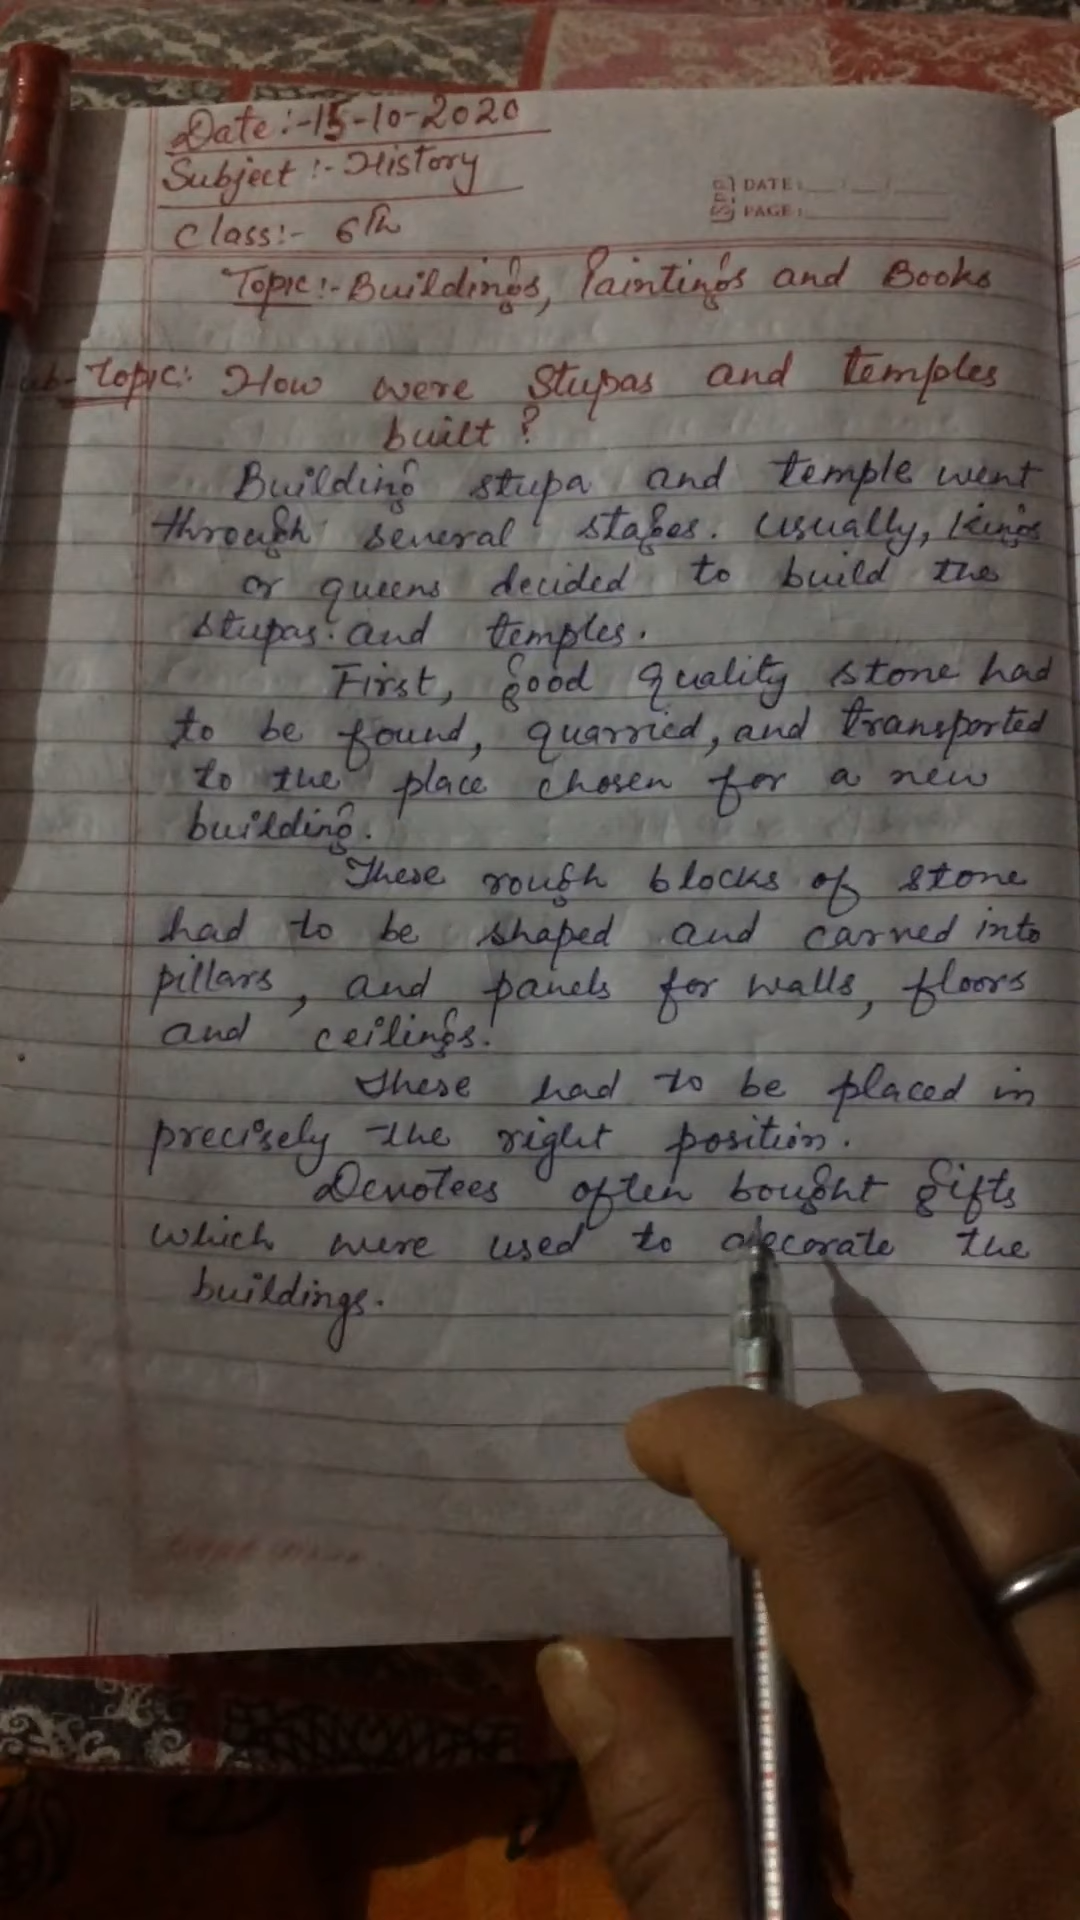 Date:-15-10-2020
Subject:- History
DATE:
PAGE:
Class:- 6th
Topic:- Buildings, Paintings and Books
Sub-Topic: How were Stupas and temples
built?
Building stupa and temple went
through several stages. Usually, kings
or queens decided to build the
stupas and temples.
First, good quality stone had
to be found, quarried, and transported
to the place chosen for a new
building.
These rough blocks of stone
had to be shaped and carved into
pillars, and panels for walls, floors
and ceilings.
These had to be placed in
precisely the right position.
Devotees often bought gifts
which were used to decorate the
buildings.